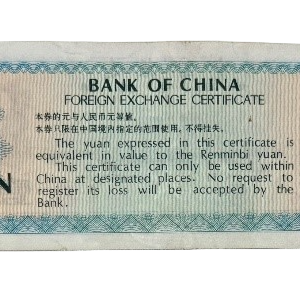 BANK OF CHINA
FOREIGN EXCHANGE CERTIFICATE
本券的元与人民币元等值。
本券只限在中国境内指定的范围使用，不得挂失。
The yuan expressed in this certificate is
equivalent in value to the Renminbi yuan.
This certificate can only be used within
China at designated places. No request to
register its loss will be accepted by the
Bank.
N